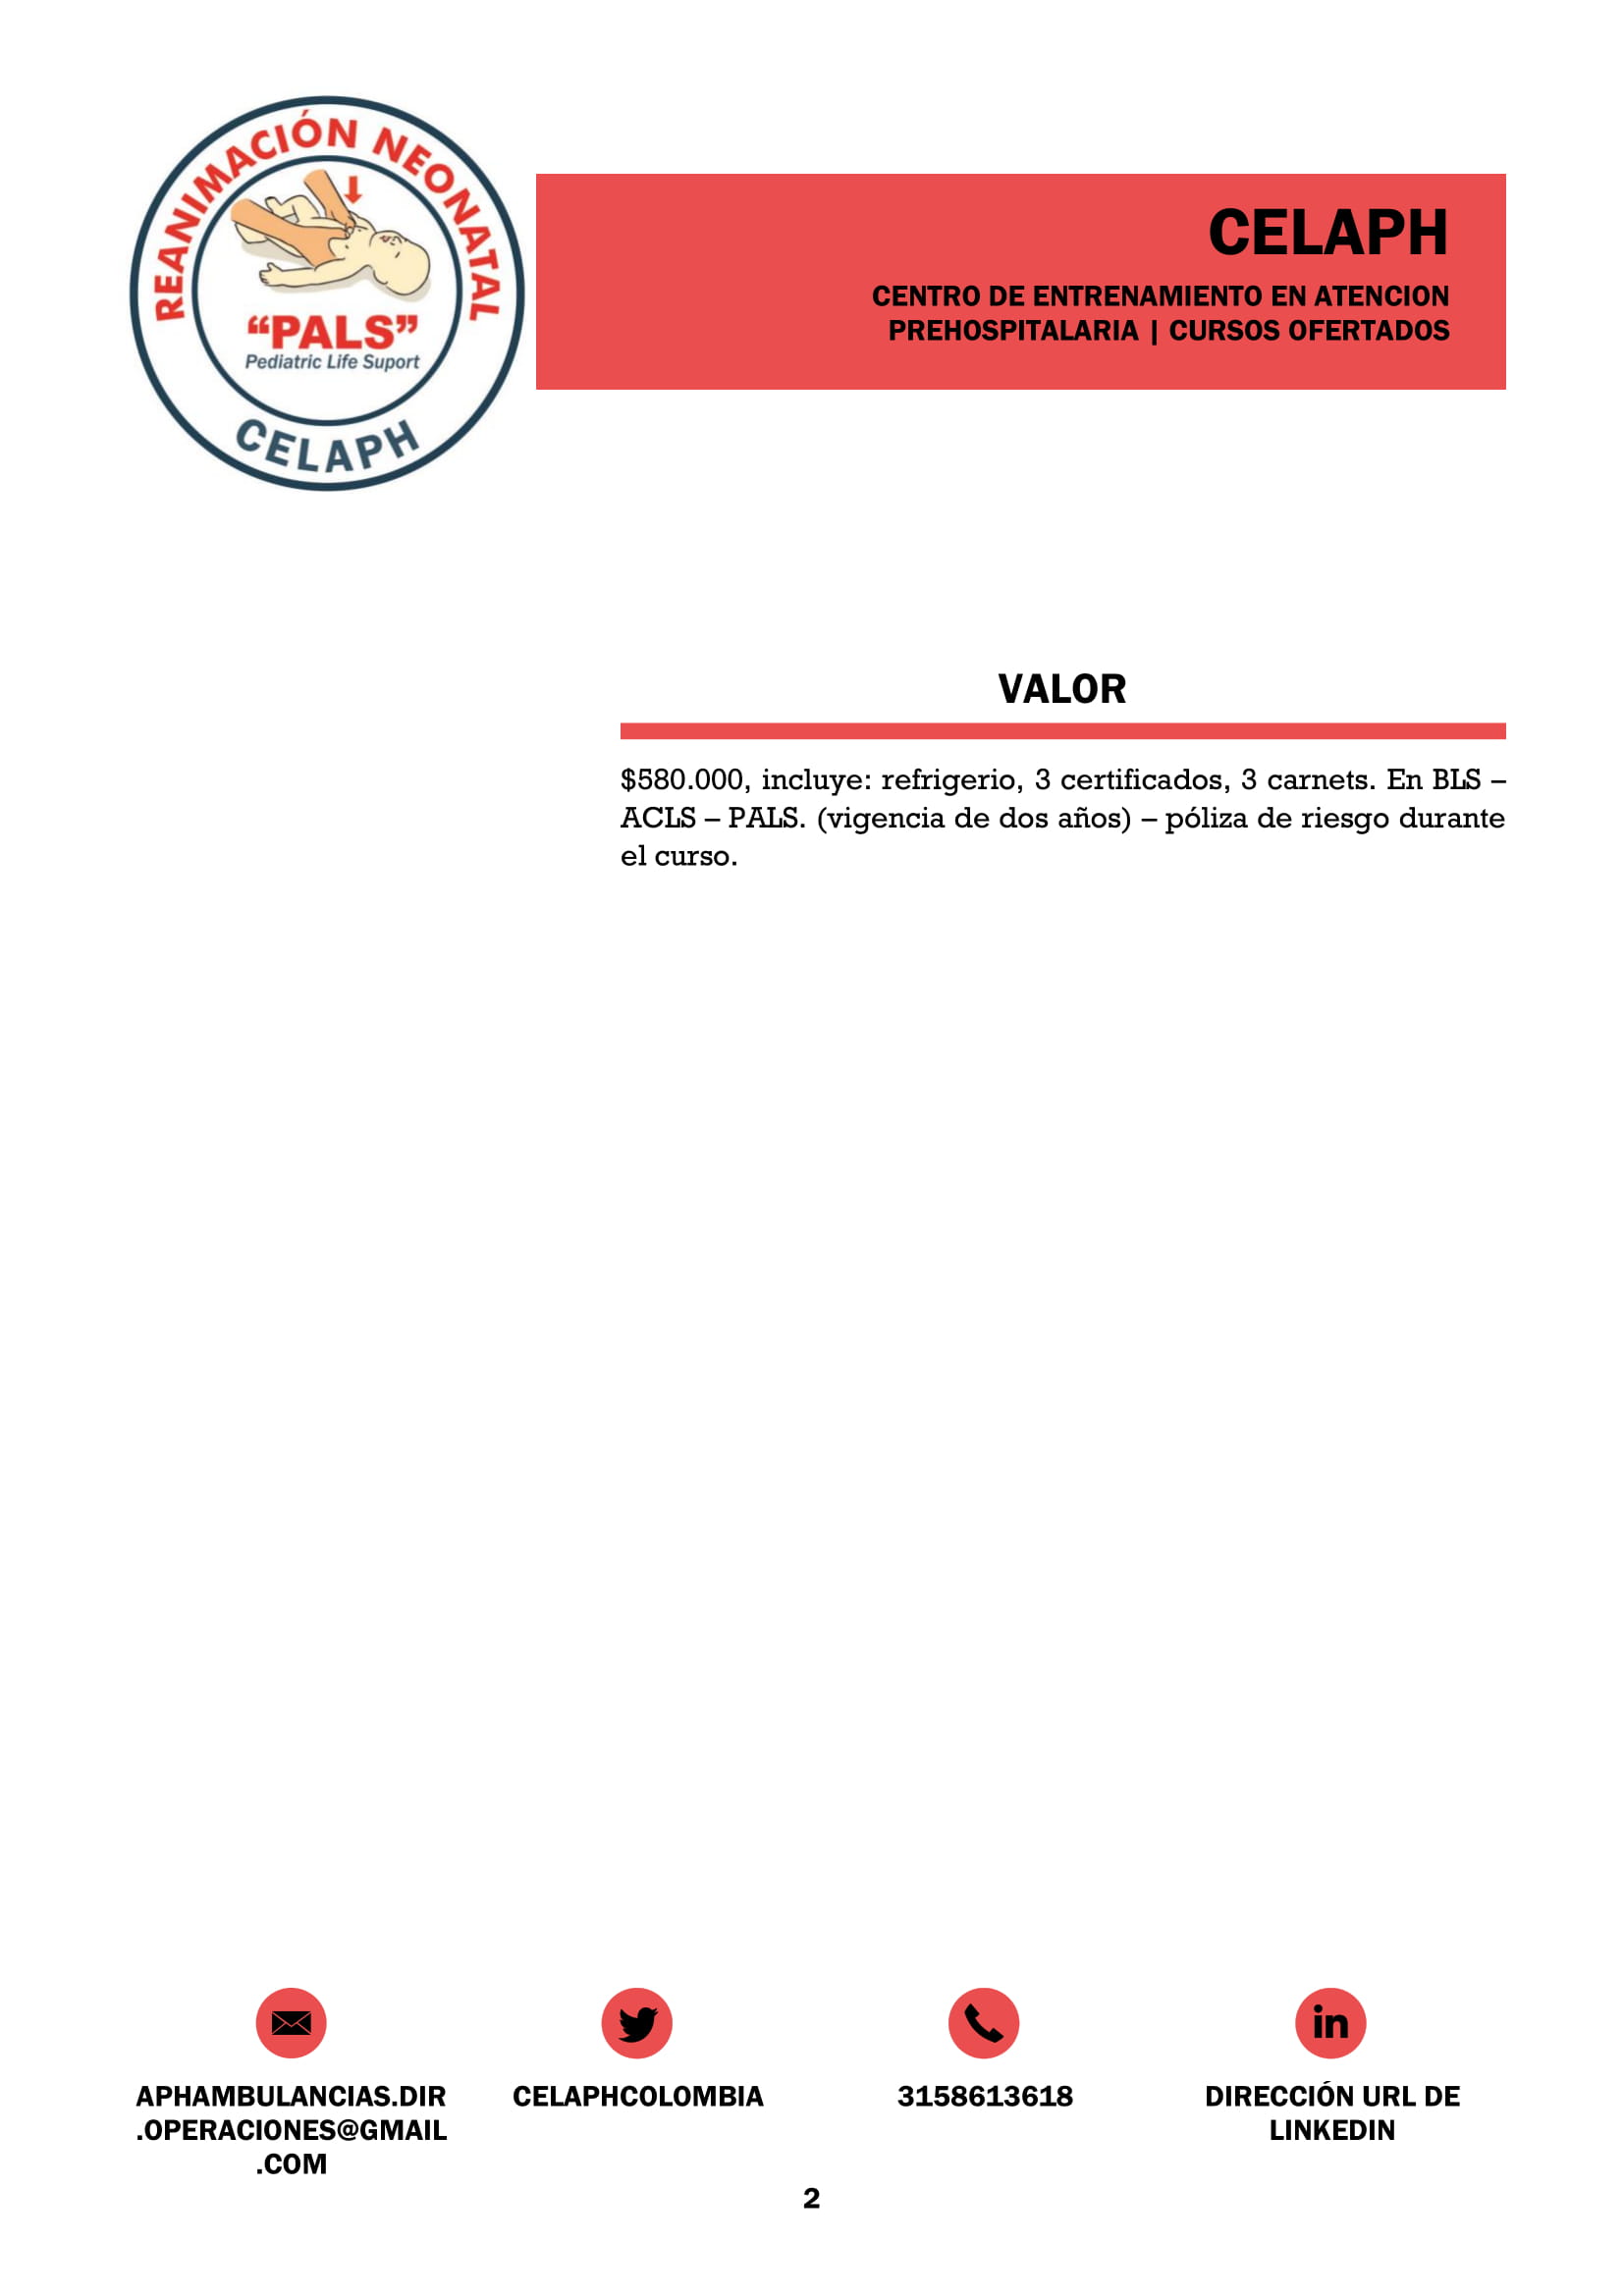 REANIMACIÓN NEONATAL
“PALS”
Pediatric Life Suport
CELAPH
CELAPH
CENTRO DE ENTRENAMIENTO EN ATENCION
PREHOSPITALARIA | CURSOS OFERTADOS
VALOR
$580.000, incluye: refrigerio, 3 certificados, 3 carnets. En BLS –
ACLS – PALS. (vigencia de dos años) – póliza de riesgo durante
el curso.
APHAMBULANCIAS.DIR
.OPERACIONES@GMAIL
.COM
CELAPHCOLOMBIA
3158613618
in
DIRECCIÓN URL DE
LINKEDIN
2